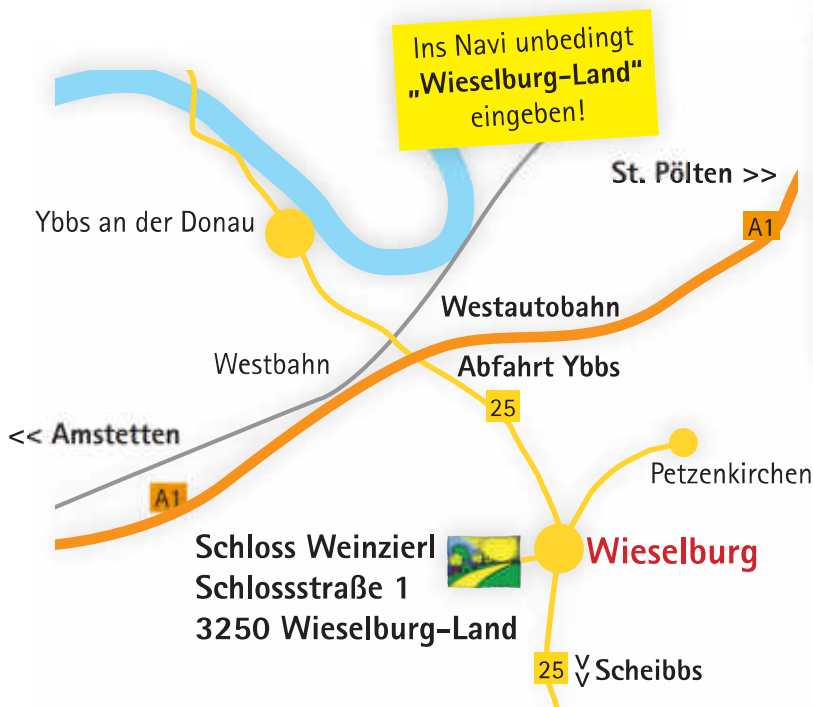 Ins Navi unbedingt
„Wieselburg-Land“
eingeben!
St. Pölten >>
Ybbs an der Donau
A1
Westautobahn
Westbahn
Abfahrt Ybbs
25
<< Amstetten
Petzenkirchen
A1
Schloss Weinzierl
Wieselburg
Schlossstraße 1
3250 Wieselburg-Land
25 >> Scheibbs